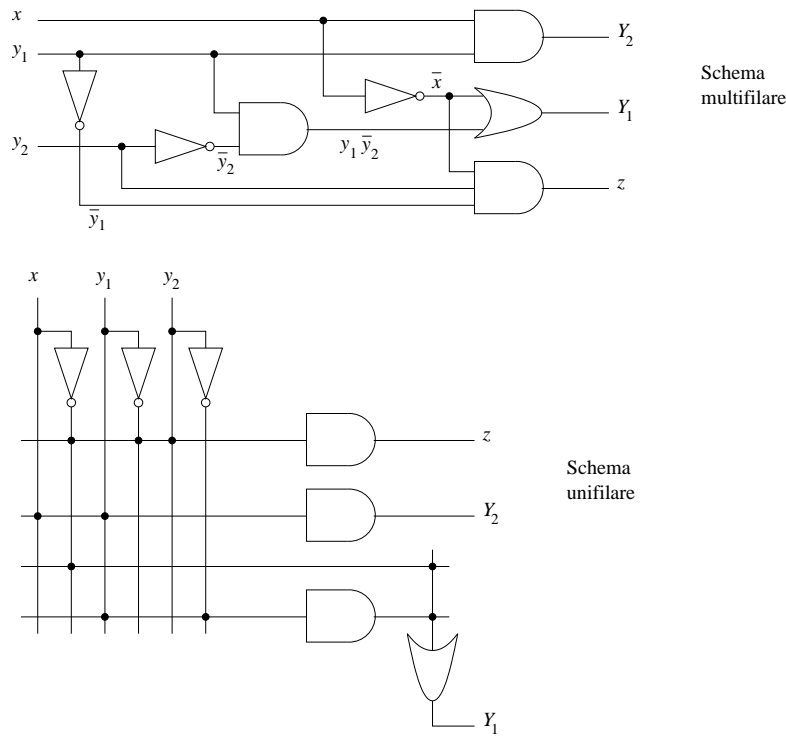 x
Y₂
y₁
Schema
multifilare
x̄
Y₁
y₂
ȳ₂
y₁ ȳ₂
z
ȳ₁
x y₁ y₂
z
Schema
unifilare
Y₂
Y₁